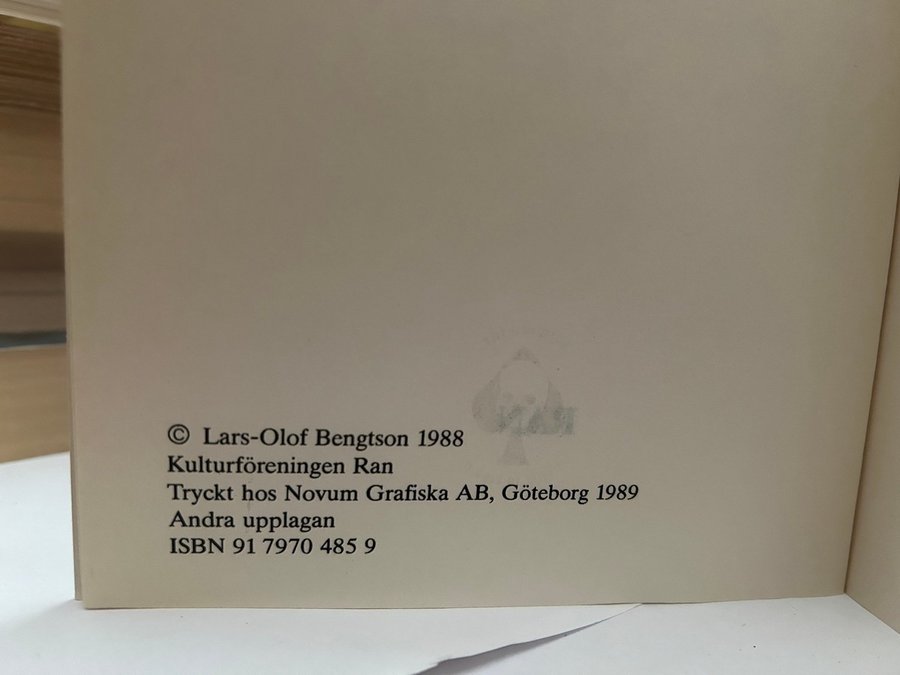 © Lars-Olof Bengtson 1988
Kulturföreningen Ran
Tryckt hos Novum Grafiska AB, Göteborg 1989
Andra upplagan
ISBN 91 7970 485 9